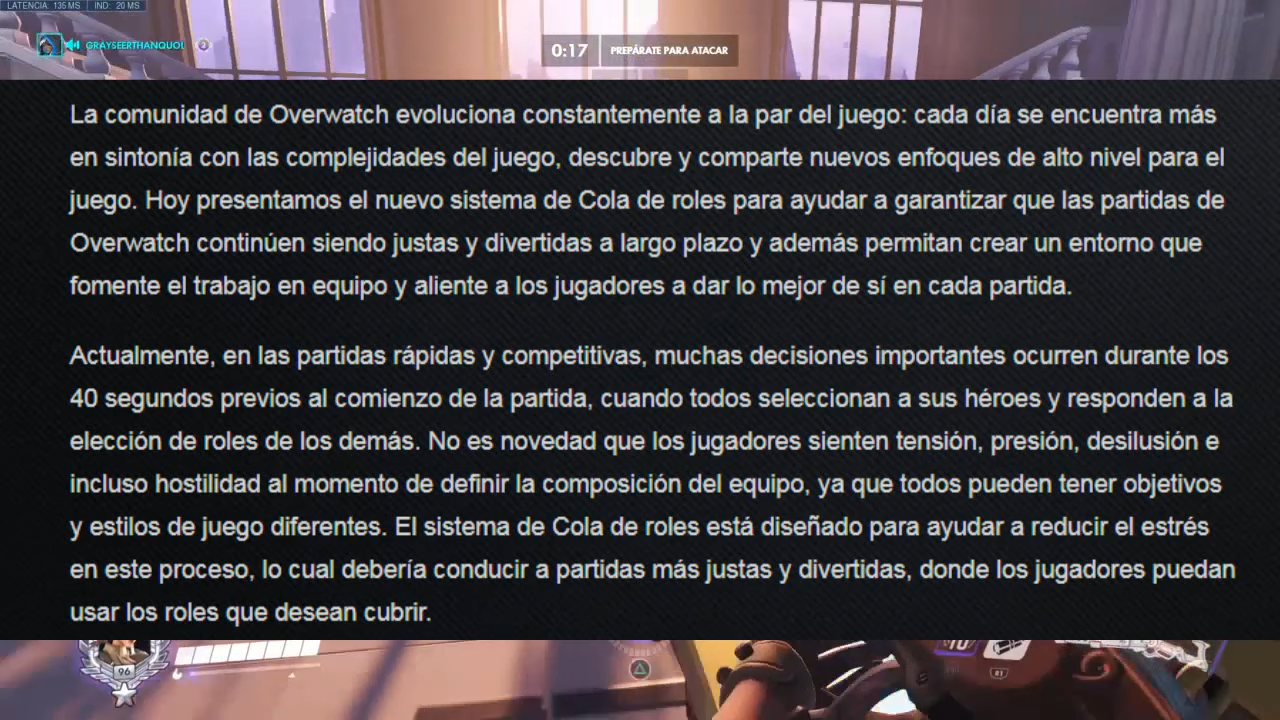 LATENCIA: 135 MS
IND: 20 MS
GRAYSEERTHANQUOL
2
0:17
PREPÁRATE PARA ATACAR
La comunidad de Overwatch evoluciona constantemente a la par del juego: cada día se encuentra más
en sintonía con las complejidades del juego, descubre y comparte nuevos enfoques de alto nivel para el
juego. Hoy presentamos el nuevo sistema de Cola de roles para ayudar a garantizar que las partidas de
Overwatch continúen siendo justas y divertidas a largo plazo y además permitan crear un entorno que
fomente el trabajo en equipo y aliente a los jugadores a dar lo mejor de sí en cada partida.
Actualmente, en las partidas rápidas y competitivas, muchas decisiones importantes ocurren durante los
40 segundos previos al comienzo de la partida, cuando todos seleccionan a sus héroes y responden a la
elección de roles de los demás. No es novedad que los jugadores sienten tensión, presión, desilusión e
incluso hostilidad al momento de definir la composición del equipo, ya que todos pueden tener objetivos
y estilos de juego diferentes. El sistema de Cola de roles está diseñado para ayudar a reducir el estrés
en este proceso, lo cual debería conducir a partidas más justas y divertidas, donde los jugadores puedan
usar los roles que desean cubrir.
96